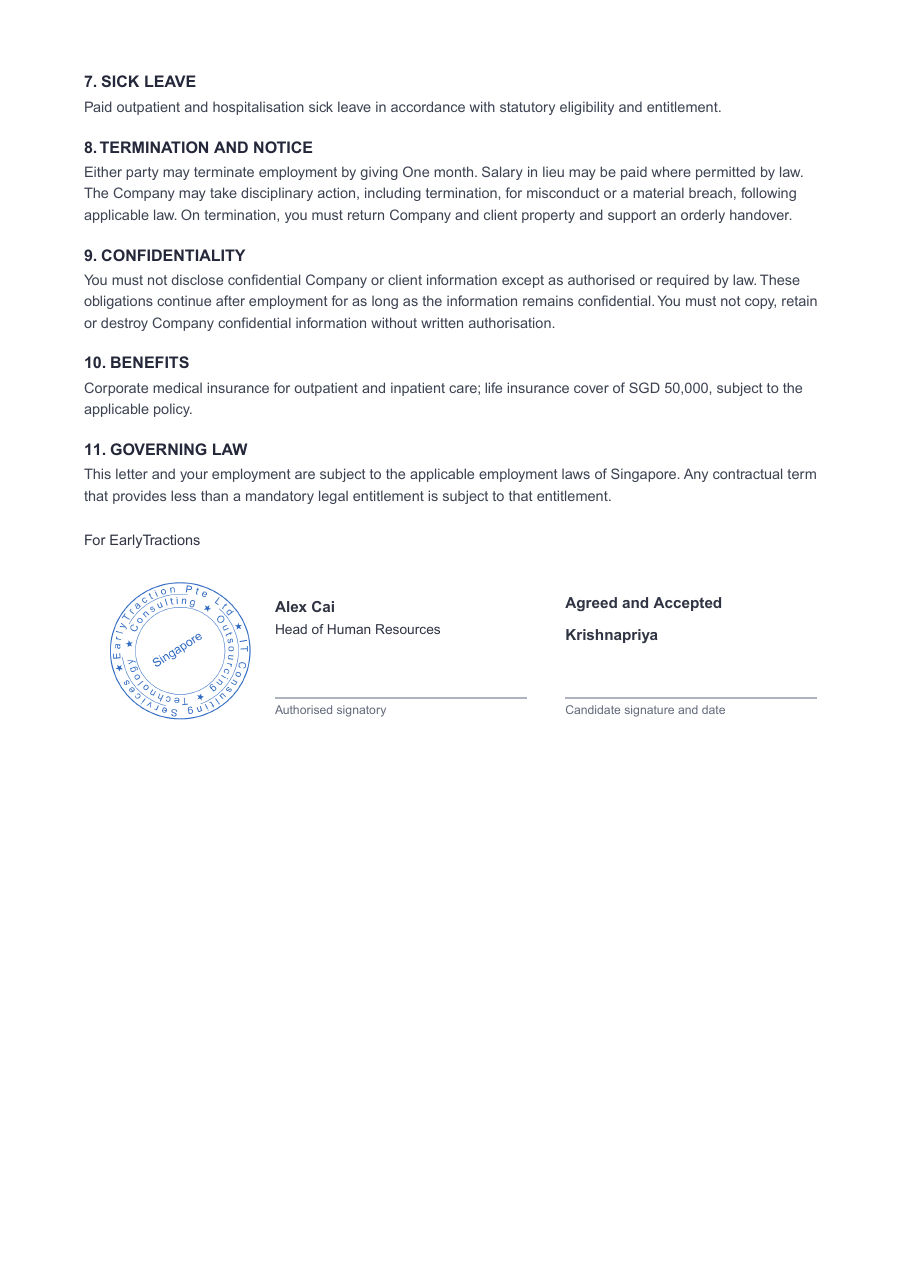 7. SICK LEAVE
Paid outpatient and hospitalisation sick leave in accordance with statutory eligibility and entitlement.
8. TERMINATION AND NOTICE
Either party may terminate employment by giving One month. Salary in lieu may be paid where permitted by law.
The Company may take disciplinary action, including termination, for misconduct or a material breach, following
applicable law. On termination, you must return Company and client property and support an orderly handover.
9. CONFIDENTIALITY
You must not disclose confidential Company or client information except as authorised or required by law. These
obligations continue after employment for as long as the information remains confidential. You must not copy, retain
or destroy Company confidential information without written authorisation.
10. BENEFITS
Corporate medical insurance for outpatient and inpatient care; life insurance cover of SGD 50,000, subject to the
applicable policy.
11. GOVERNING LAW
This letter and your employment are subject to the applicable employment laws of Singapore. Any contractual term
that provides less than a mandatory legal entitlement is subject to that entitlement.
For EarlyTractions
★ EarlyTraction Pte Ltd ★ IT Consulting Services
★ Consulting ★ Outsourcing ★ Technology
Singapore
Alex Cai
Head of Human Resources
Authorised signatory
Agreed and Accepted
Krishnapriya
Candidate signature and date